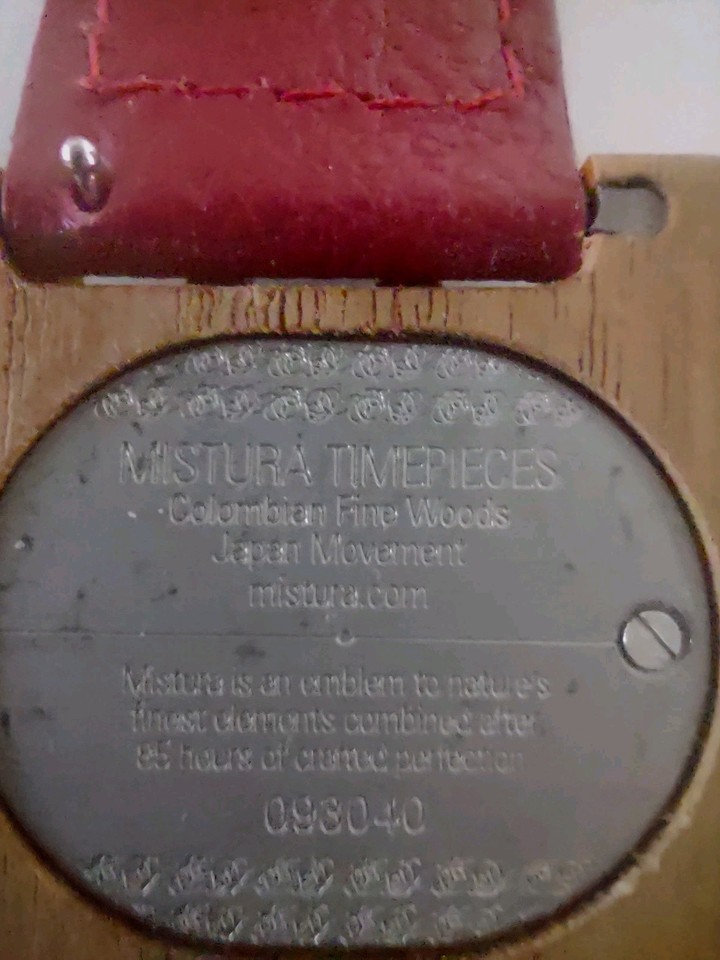 MISTURA TIMEPIECES
Colombian Fine Woods
Japan Movement
mistura.com
Mistura is an emblem to nature's
finest elements combined after
85 hours of crafted perfection
093040